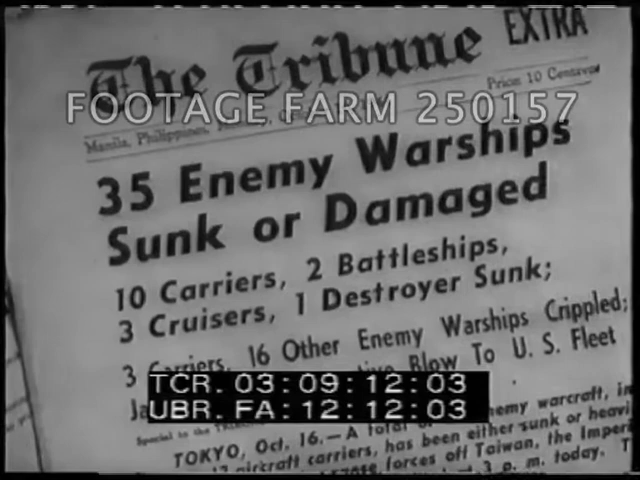 The Tribune EXTRA
FOOTAGE FARM 250157
Manila, Philippines, Price 10 Centavos
35 Enemy Warships
Sunk or Damaged
10 Carriers, 2 Battleships,
3 Cruisers, 1 Destroyer Sunk;
3 Carriers, 16 Other Enemy Warships Crippled;
Blow To U. S. Fleet
TCR. 03:09:12:03
UBR. FA: 12:12:03
Special to the
TOKYO, Oct. 16.—A total enemy warcraft, in
aircraft carriers, has been either sunk or heavi
forces off Taiwan, the Imperi
3 p. m. today. T